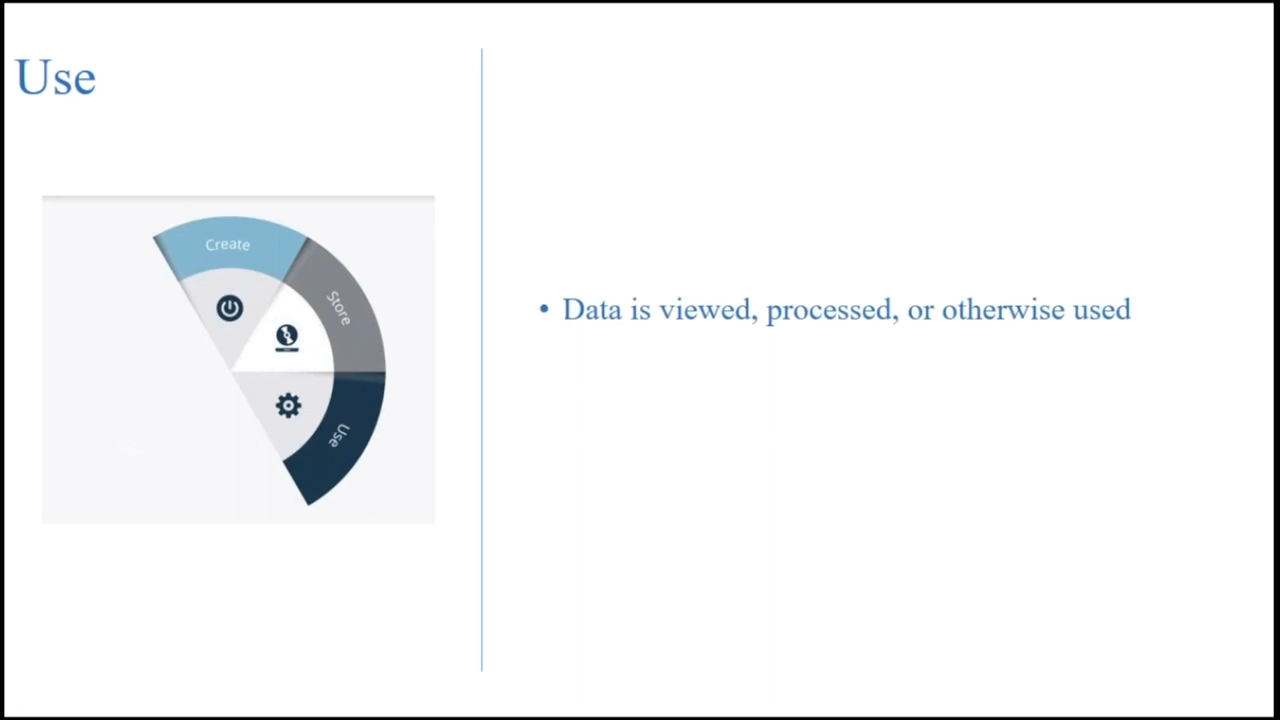 Use
Create
Store
Use
• Data is viewed, processed, or otherwise used